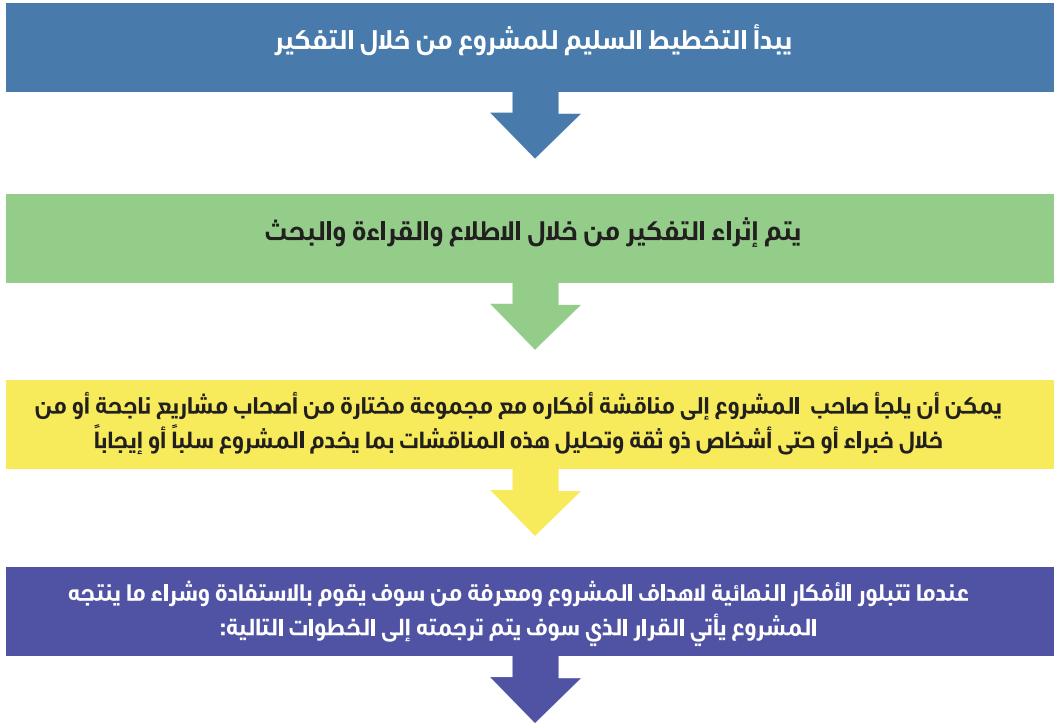 يبدأ التخطيط السليم للمشروع من خلال التفكير
يتم إثراء التفكير من خلال الاطلاع والقراءة والبحث
يمكن أن يلجأ صاحب المشروع إلى مناقشة أفكاره مع مجموعة مختارة من أصحاب مشاريع ناجحة أو من
خلال خبراء أو حتى أشخاص ذو ثقة وتحليل هذه المناقشات بما يخدم المشروع سلباً أو إيجاباً
عندما تتبلور الأفكار النهائية لاهداف المشروع ومعرفة من سوف يقوم بالاستفادة وشراء ما ينتجه
المشروع يأتي القرار الذي سوف يتم ترجمته إلى الخطوات التالية: